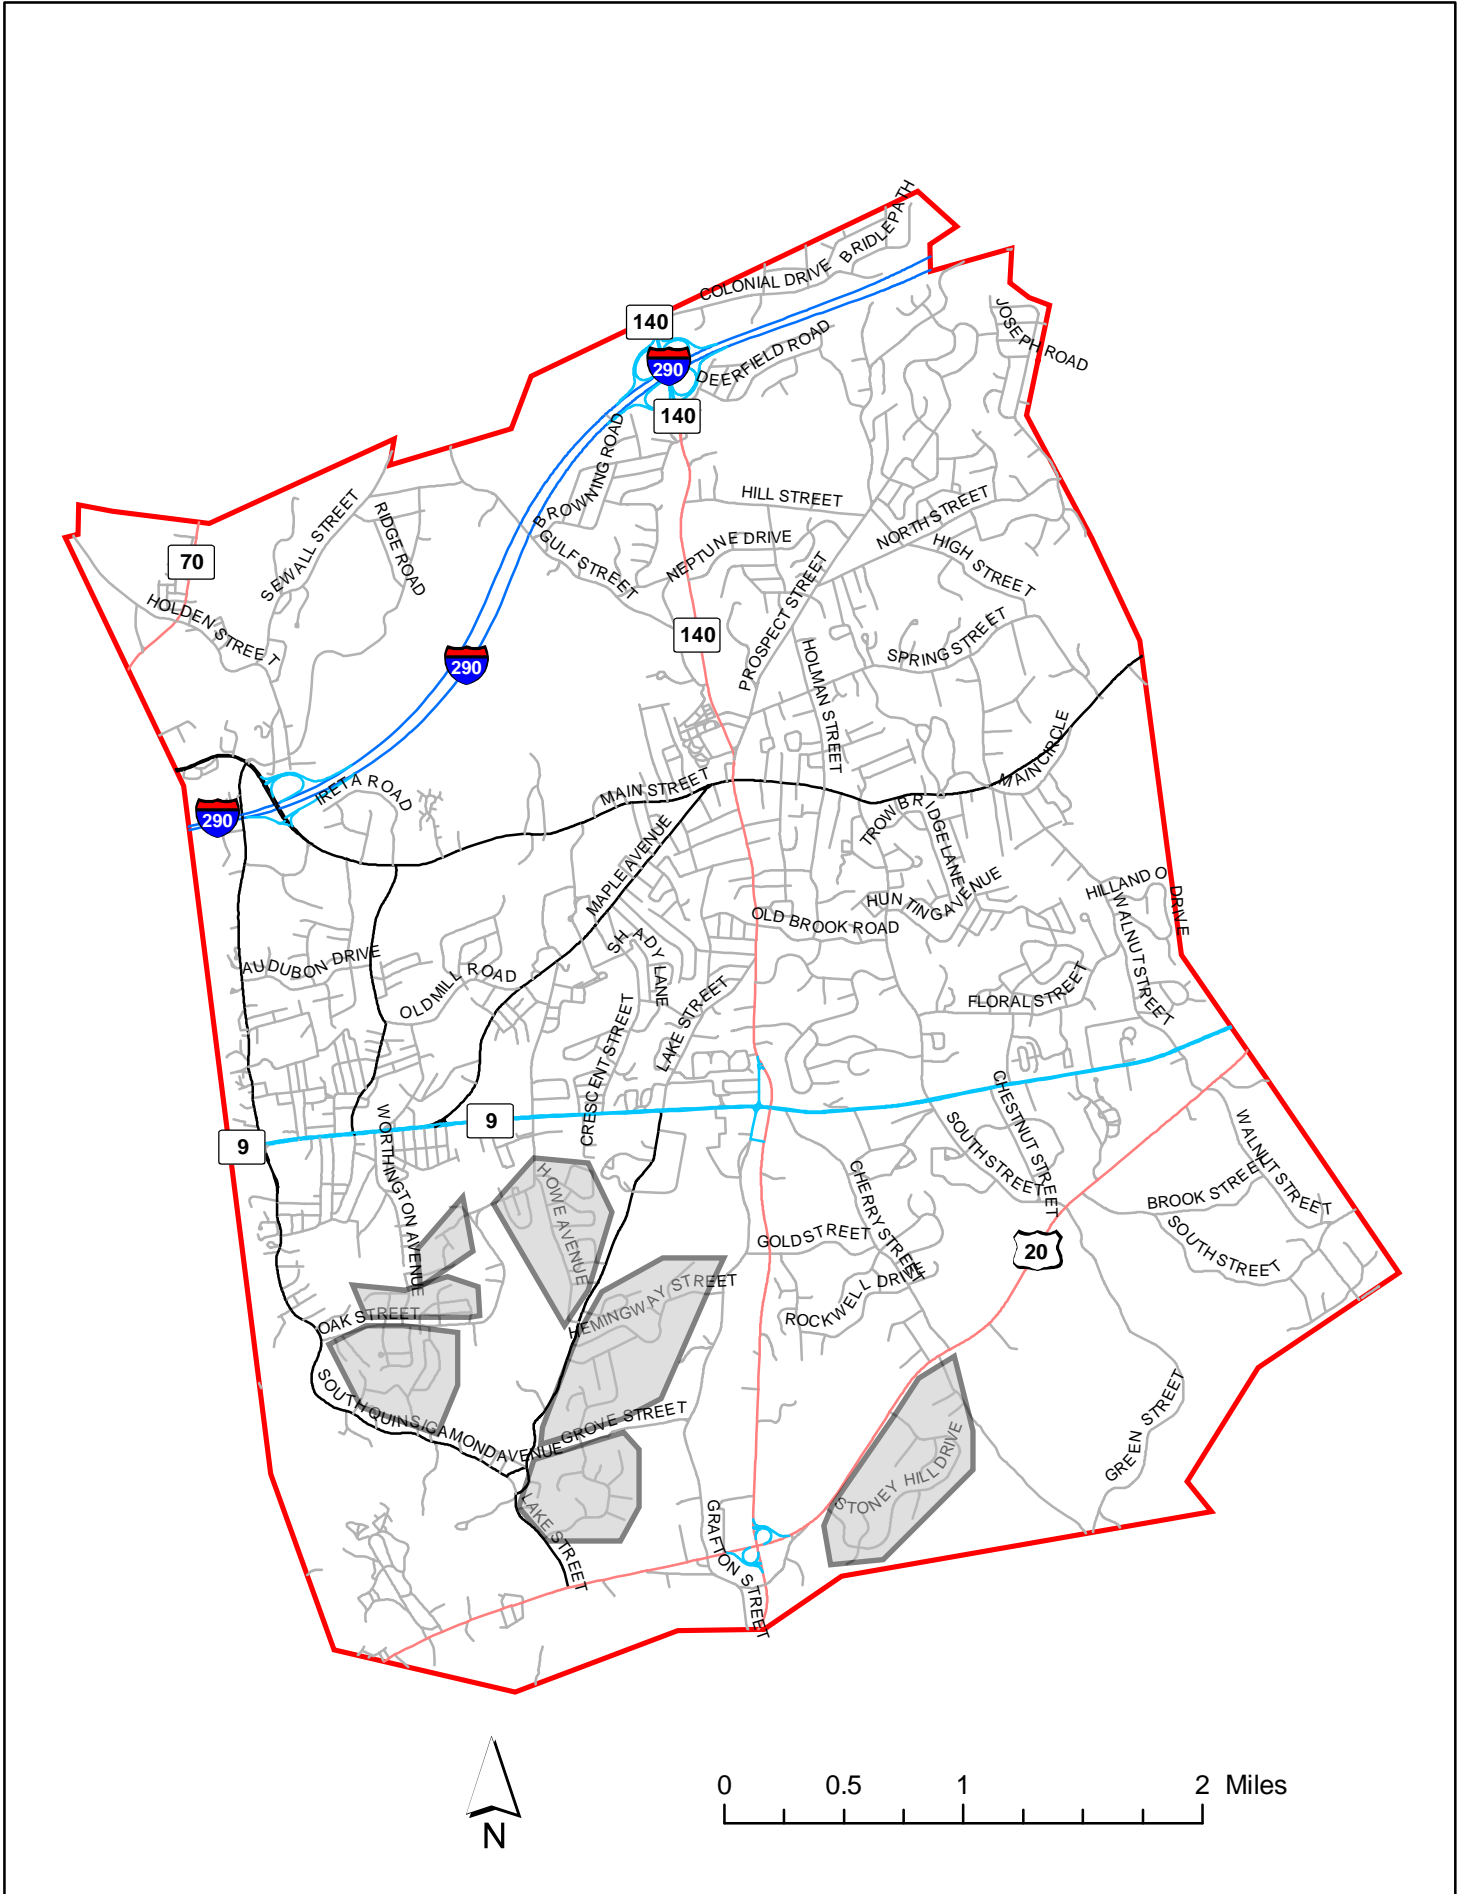 BRIDLEPATH
COLONIAL DRIVE
140
290
DEERFIELD ROAD
JOSEPH ROAD
140
BROWNING ROAD
HILL STREET
NORTH STREET
SEWALL STREET
RIDGE ROAD
GULF STREET
NEPTUNE DRIVE
HIGH STREET
70
PROSPECT STREET
HOLDEN STREET
140
SPRING STREET
HOLMAN STREET
290
MAIN CIRCLE
IRETA ROAD
MAIN STREET
290
TROWBRIDGE LANE
MAPLE AVENUE
HUNTING AVENUE
HILLANDO DRIVE
OLD BROOK ROAD
SHADY LANE
WALNUT STREET
AUDUBON DRIVE
OLD MILL ROAD
FLORAL STREET
LAKE STREET
CRESCENT STREET
CHESTNUT STREET
9
9
WORTHINGTON AVENUE
SOUTH STREET
WALNUT STREET
HOWE AVENUE
CHERRY STREET
BROOK STREET
GOLD STREET
SOUTH STREET
20
HEMINGWAY STREET
ROCKWELL DRIVE
OAK STREET
SOUTH QUINSIGAMOND AVENUE
GROVE STREET
GREEN STREET
STONEY HILL DRIVE
LAKE STREET
GRAFTON STREET
0 0.5 1 2 Miles
N